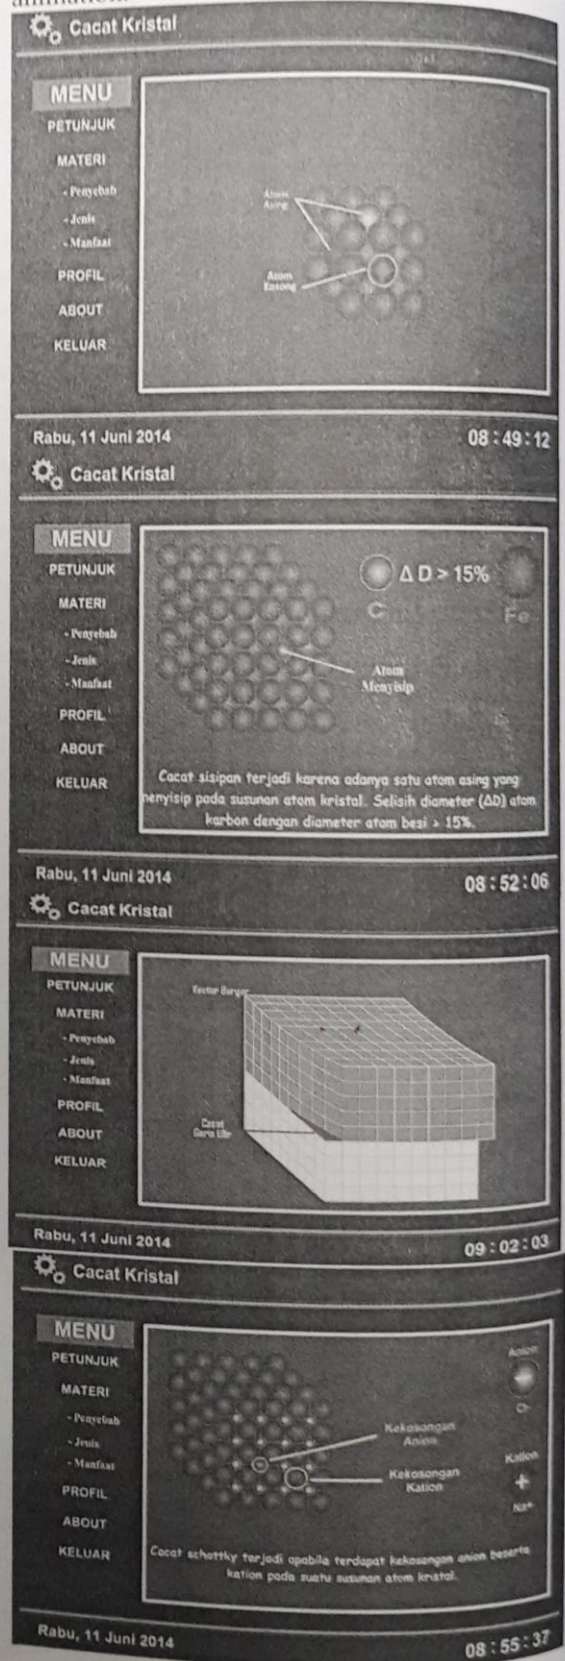 Cacat Kristal
MENU
PETUNJUK
MATERI
- Penyebab
- Jenis
- Manfaat
PROFIL
ABOUT
KELUAR
Atom
Asing
Atom
Kosong
Rabu, 11 Juni 2014
08:49:12
Cacat Kristal
MENU
PETUNJUK
MATERI
- Penyebab
- Jenis
- Manfaat
PROFIL
ABOUT
KELUAR
Δ D > 15%
C
Fe
Atom
Menyisip
Cacat sisipan terjadi karena adanya satu atom asing yang
menyisip pada susunan atom kristal. Selisih diameter (ΔD) atom
karbon dengan diameter atom besi > 15%.
Rabu, 11 Juni 2014
08:52:06
Cacat Kristal
MENU
PETUNJUK
MATERI
- Penyebab
- Jenis
- Manfaat
PROFIL
ABOUT
KELUAR
Vector Burger
Cacat
Garis Ulir
Rabu, 11 Juni 2014
09:02:03
Cacat Kristal
MENU
PETUNJUK
MATERI
- Penyebab
- Jenis
- Manfaat
PROFIL
ABOUT
KELUAR
Anion
Cl-
Kekosongan
Anion
Kekosongan
Kation
Kation
+
Na+
Cacat schottky terjadi apabila terdapat kekosongan anion beserta
kation pada suatu susunan atom kristal.
Rabu, 11 Juni 2014
08:55:37